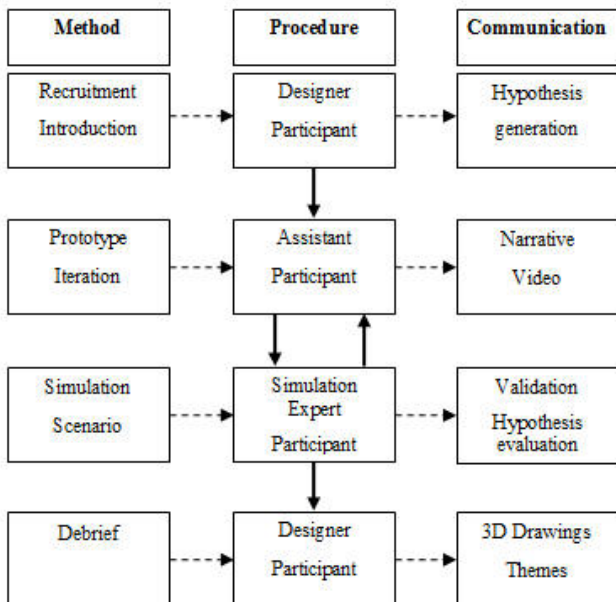 Method
Procedure
Communication
Recruitment
Introduction
Designer
Participant
Hypothesis
generation
Prototype
Iteration
Assistant
Participant
Narrative
Video
Simulation
Scenario
Simulation
Expert
Participant
Validation
Hypothesis
evaluation
Debrief
Designer
Participant
3D Drawings
Themes